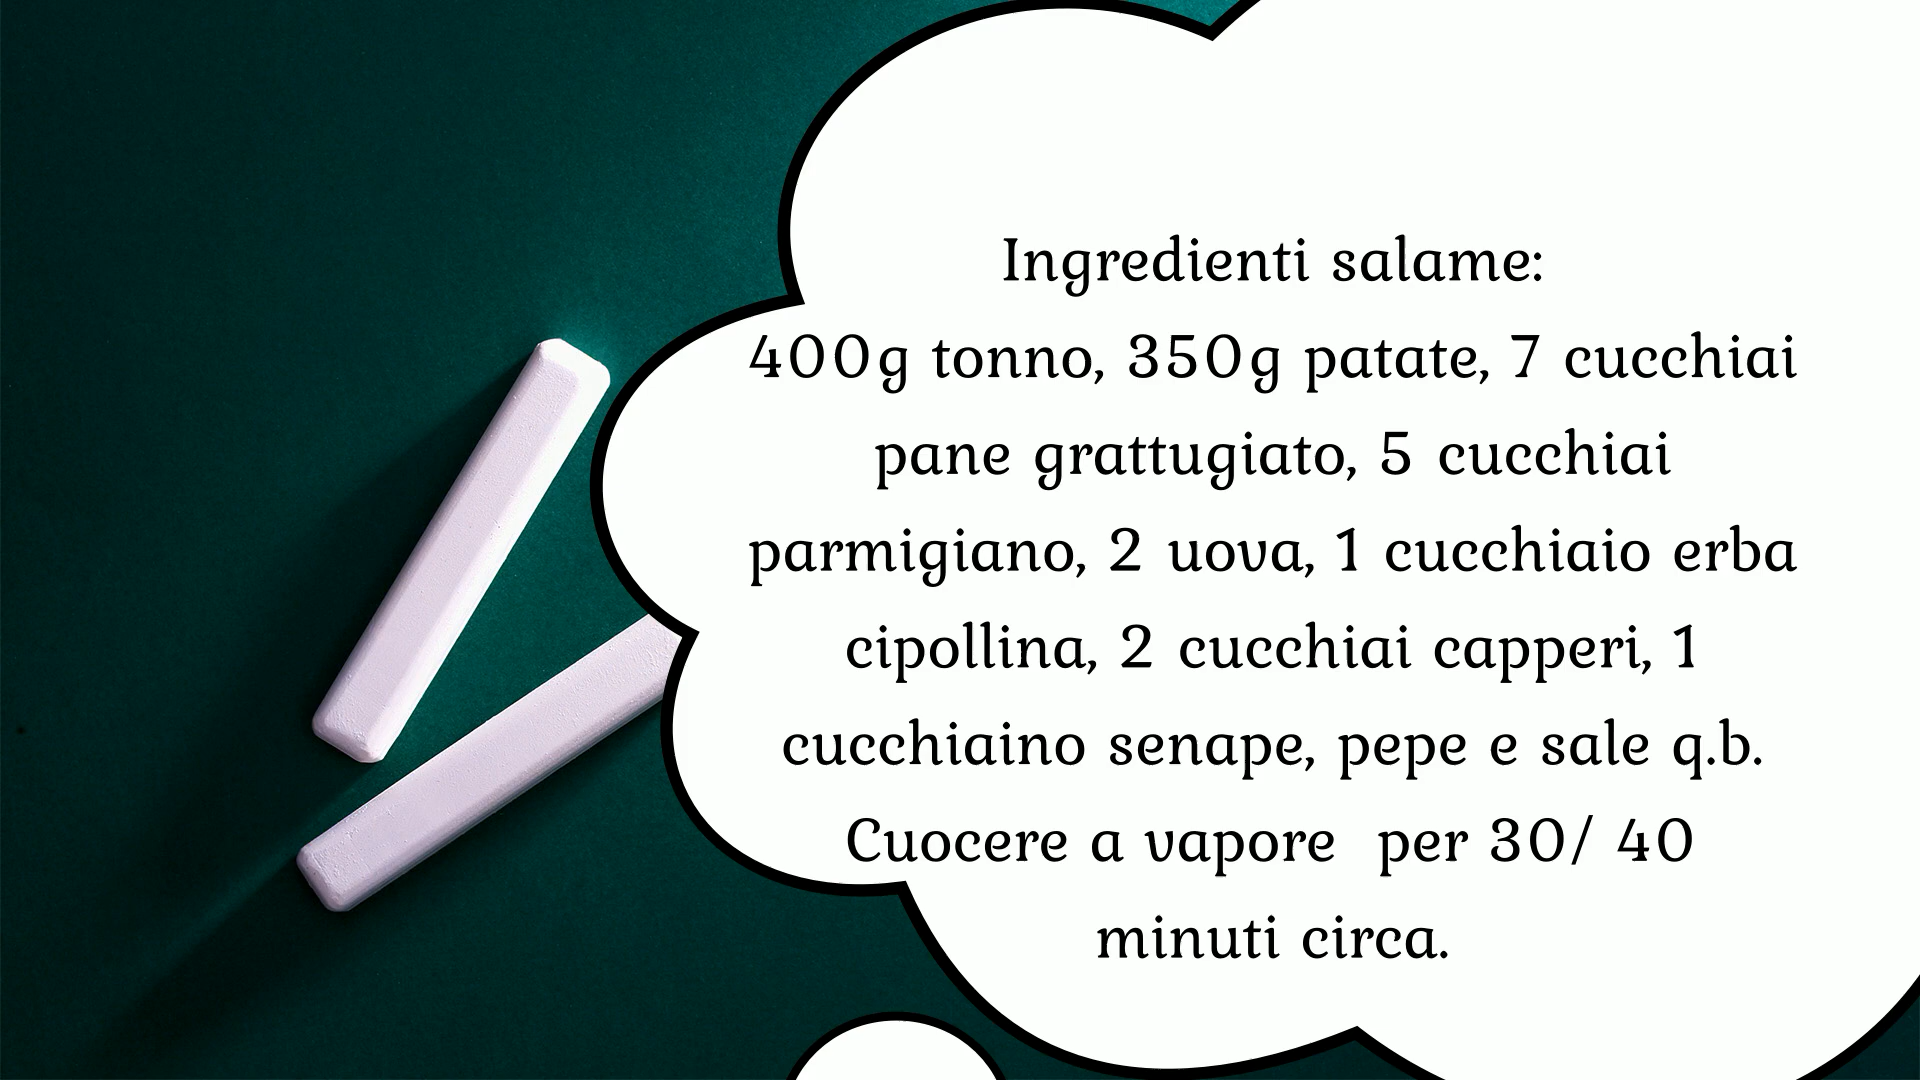 Ingredienti salame:
400g tonno, 350g patate, 7 cucchiai
pane grattugiato, 5 cucchiai
parmigiano, 2 uova, 1 cucchiaio erba
cipollina, 2 cucchiai capperi, 1
cucchiaino senape, pepe e sale q.b.
Cuocere a vapore  per 30/ 40
minuti circa.